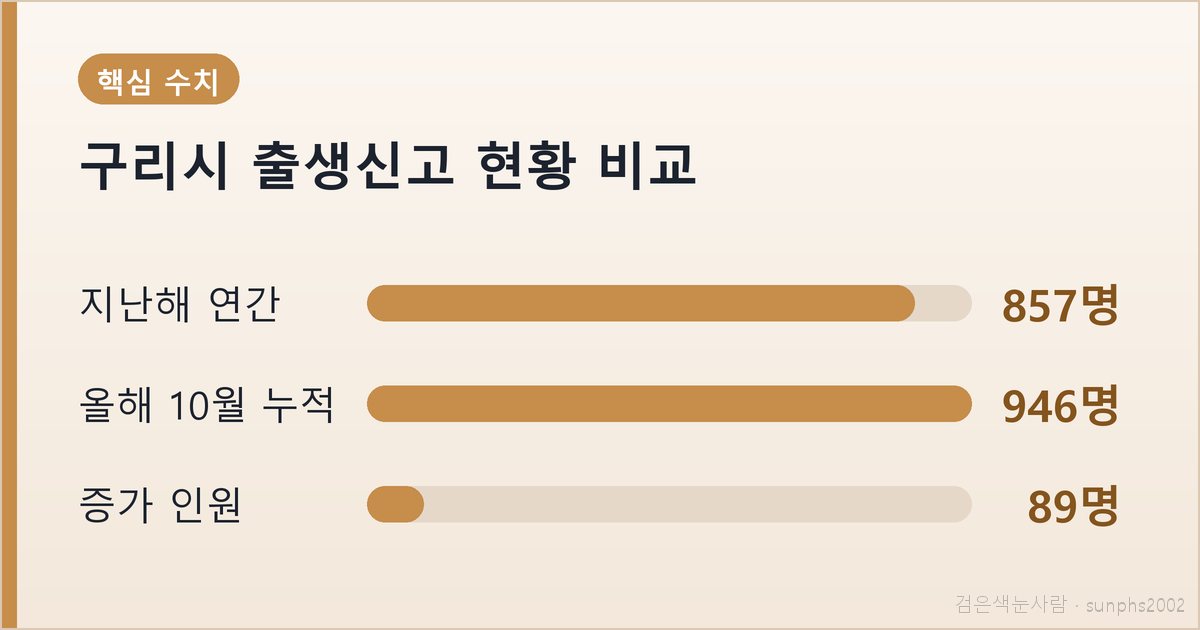 핵심 수치
구리시 출생신고 현황 비교
지난해 연간 857명
올해 10월 누적 946명
증가 인원 89명
검은색눈사람 · sunphs2002